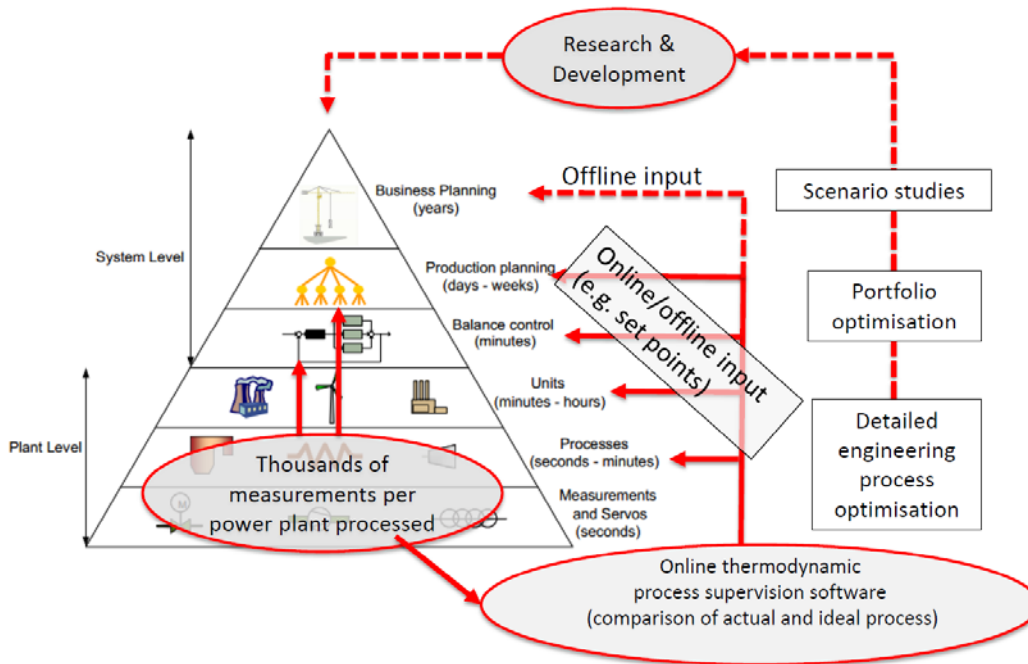 Research &
Development
Offline input
Scenario studies
Business Planning
(years)
System Level
Production planning
(days - weeks)
Online/offline input
(e.g. set points)
Portfolio
optimisation
Balance control
(minutes)
Units
(minutes - hours)
Plant Level
Detailed
engineering
process
optimisation
Processes
(seconds - minutes)
Thousands of
measurements per
power plant processed
M
Measurements
and Servos
(seconds)
Online thermodynamic
process supervision software
(comparison of actual and ideal process)